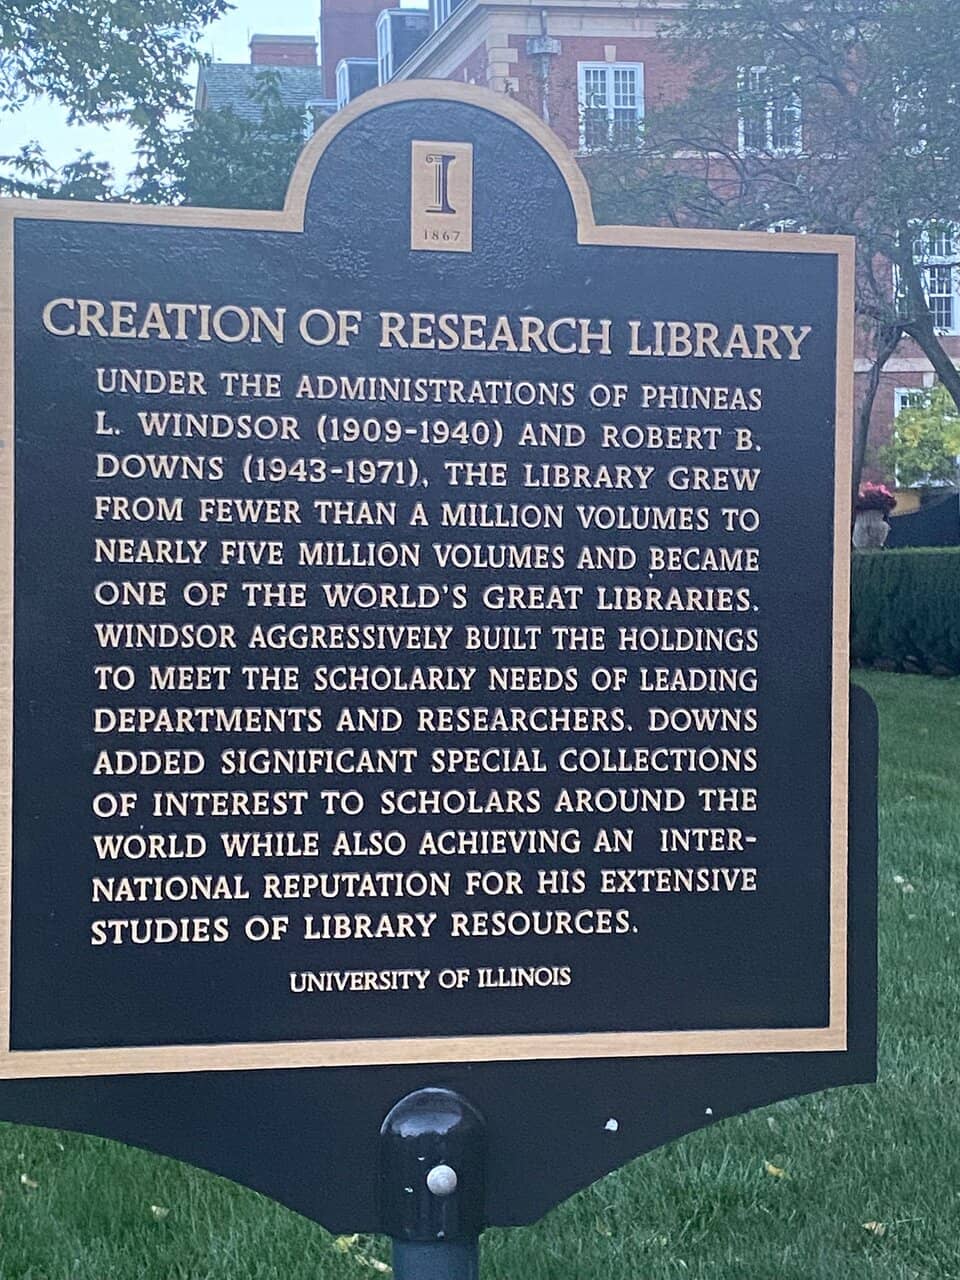 I
1867
CREATION OF RESEARCH LIBRARY
UNDER THE ADMINISTRATIONS OF PHINEAS
L. WINDSOR (1909-1940) AND ROBERT B.
DOWNS (1943-1971), THE LIBRARY GREW
FROM FEWER THAN A MILLION VOLUMES TO
NEARLY FIVE MILLION VOLUMES AND BECAME
ONE OF THE WORLD'S GREAT LIBRARIES.
WINDSOR AGGRESSIVELY BUILT THE HOLDINGS
TO MEET THE SCHOLARLY NEEDS OF LEADING
DEPARTMENTS AND RESEARCHERS. DOWNS
ADDED SIGNIFICANT SPECIAL COLLECTIONS
OF INTEREST TO SCHOLARS AROUND THE
WORLD WHILE ALSO ACHIEVING AN INTER-
NATIONAL REPUTATION FOR HIS EXTENSIVE
STUDIES OF LIBRARY RESOURCES.
UNIVERSITY OF ILLINOIS